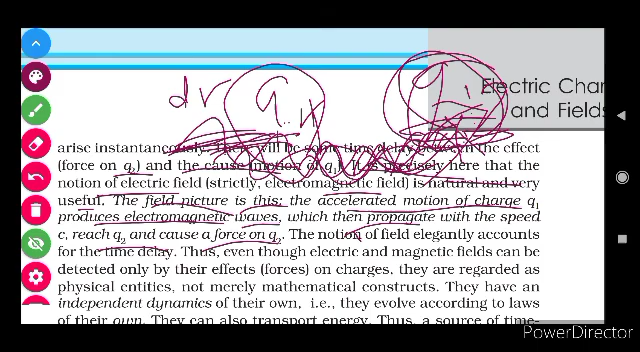 Electric Char
and Fields
arise instantaneously. There will be some time delay between the effect
(force on q₂) and the cause (motion of q₁). It is precisely here that the
notion of electric field (strictly, electromagnetic field) is natural and very
useful. The field picture is this: the accelerated motion of charge q₁
produces electromagnetic waves, which then propagate with the speed
c, reach q₂ and cause a force on q₂. The notion of field elegantly accounts
for the time delay. Thus, even though electric and magnetic fields can be
detected only by their effects (forces) on charges, they are regarded as
physical entities, not merely mathematical constructs. They have an
independent dynamics of their own, i.e., they evolve according to laws
of their own. They can also transport energy. Thus, a source of time-
PowerDirector